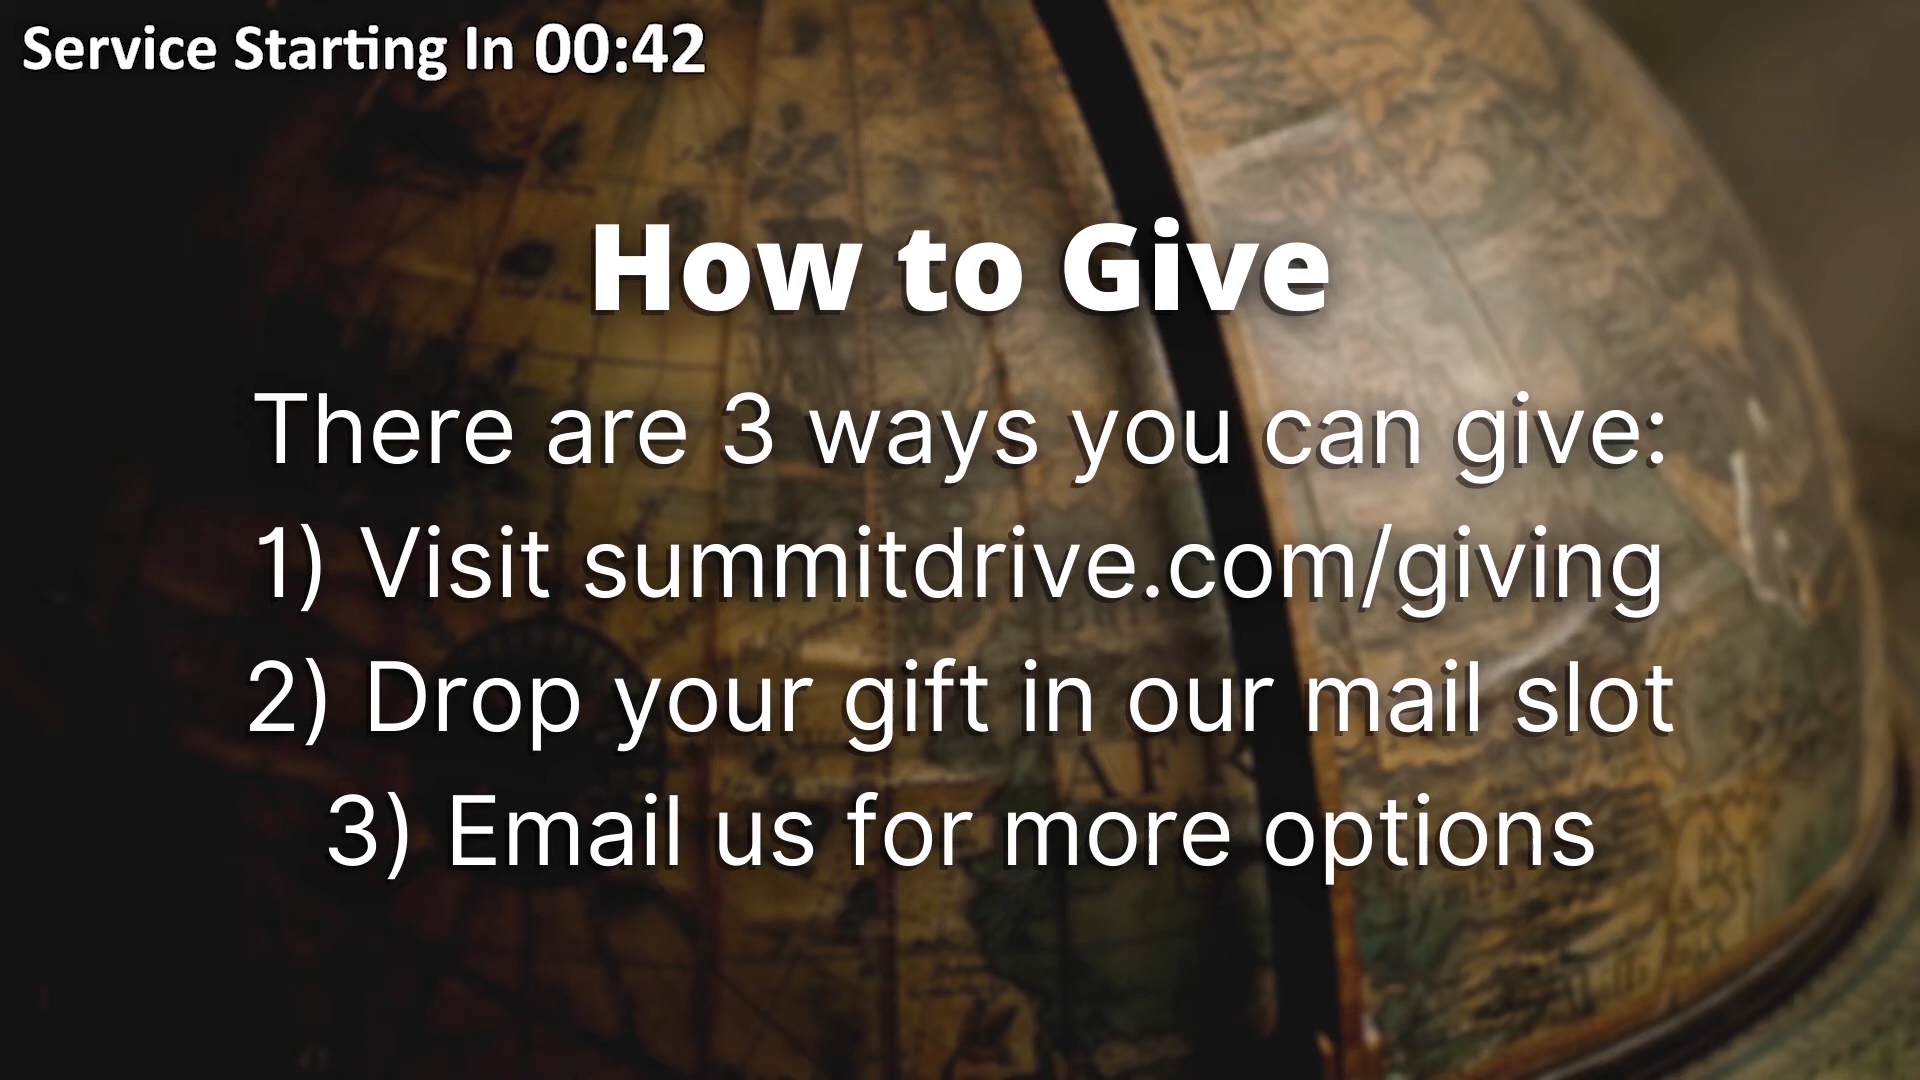 Service Starting In 00:42
How to Give
There are 3 ways you can give:
1) Visit summitdrive.com/giving
2) Drop your gift in our mail slot
3) Email us for more options
AFR